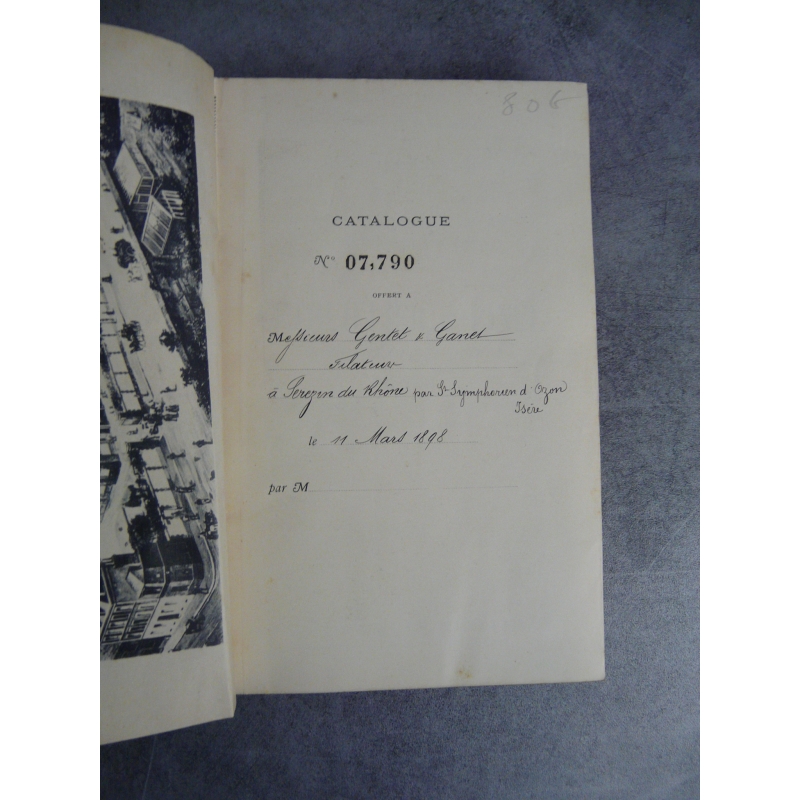 806
CATALOGUE
No 07,790
OFFERT A
Messieurs Gentet & Ganet
Filateur
à Serezin du Rhône par St Symphorien d'Ozon
Isère
le 11 Mars 1898
par M